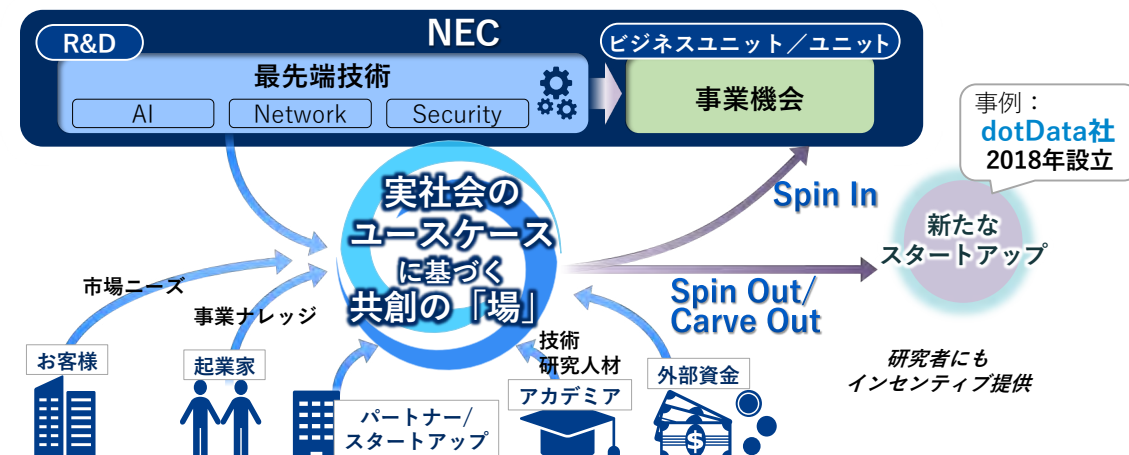 NEC
R&D
ビジネスユニット／ユニット
最先端技術
AI
Network
Security
事業機会
事例：
dotData社
2018年設立
実社会の
ユースケース
に基づく
共創の「場」
Spin In
新たな
スタートアップ
Spin Out/
Carve Out
市場ニーズ
事業ナレッジ
技術
研究人材
お客様
起業家
パートナー/
スタートアップ
アカデミア
外部資金
$
研究者にも
インセンティブ提供